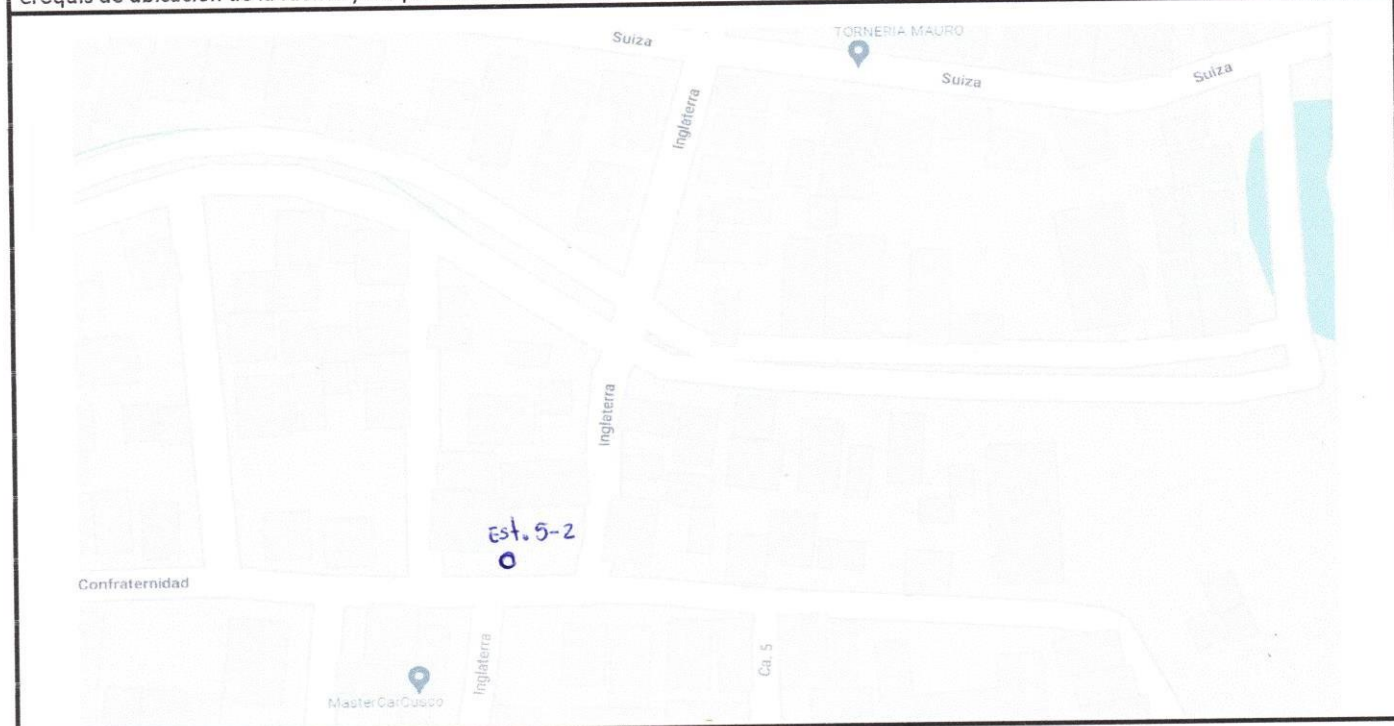 Suiza
TORNERIA MAURO
Suiza
Suiza
Inglaterra
Inglaterra
Est. 5-2
Confraternidad
Inglaterra
Ca. 5
MasterCarCusco